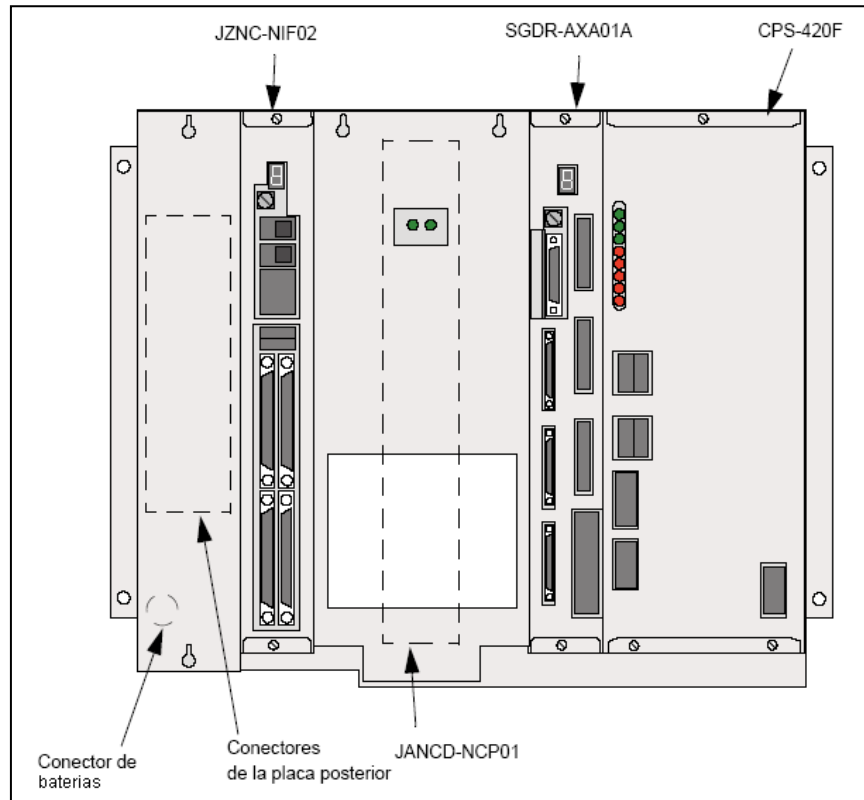 JZNC-NIF02
SGDR-AXA01A
CPS-420F
Conector de
baterias
Conectores
de la placa posterior
JANCD-NCP01